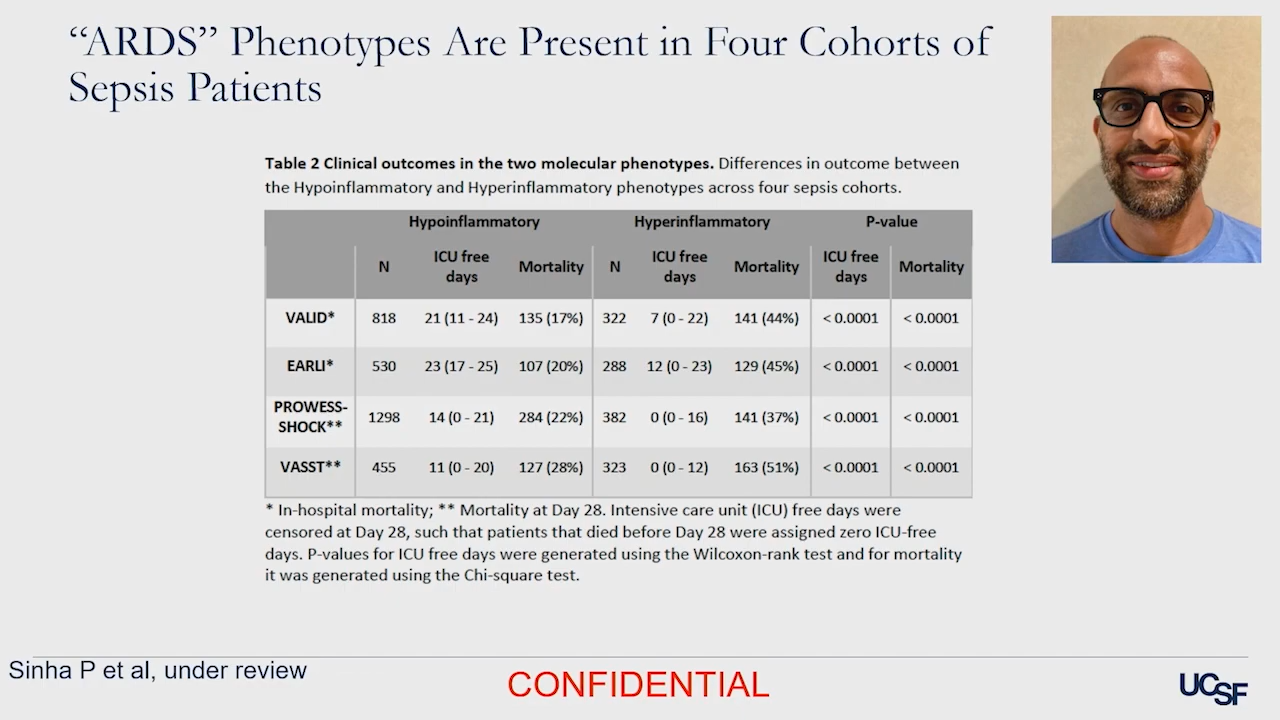 “ARDS” Phenotypes Are Present in Four Cohorts of
Sepsis Patients
Table 2 Clinical outcomes in the two molecular phenotypes. Differences in outcome between
the Hypoinflammatory and Hyperinflammatory phenotypes across four sepsis cohorts.
Hypoinflammatory Hyperinflammatory P-value
N ICU free days Mortality N ICU free days Mortality ICU free days Mortality
VALID* 818 21 (11 - 24) 135 (17%) 322 7 (0 - 22) 141 (44%) < 0.0001 < 0.0001
EARLI* 530 23 (17 - 25) 107 (20%) 288 12 (0 - 23) 129 (45%) < 0.0001 < 0.0001
PROWESS-SHOCK** 1298 14 (0 - 21) 284 (22%) 382 0 (0 - 16) 141 (37%) < 0.0001 < 0.0001
VASST** 455 11 (0 - 20) 127 (28%) 323 0 (0 - 12) 163 (51%) < 0.0001 < 0.0001
* In-hospital mortality; ** Mortality at Day 28. Intensive care unit (ICU) free days were
censored at Day 28, such that patients that died before Day 28 were assigned zero ICU-free
days. P-values for ICU free days were generated using the Wilcoxon-rank test and for mortality
it was generated using the Chi-square test.
Sinha P et al, under review
CONFIDENTIAL
UCSF